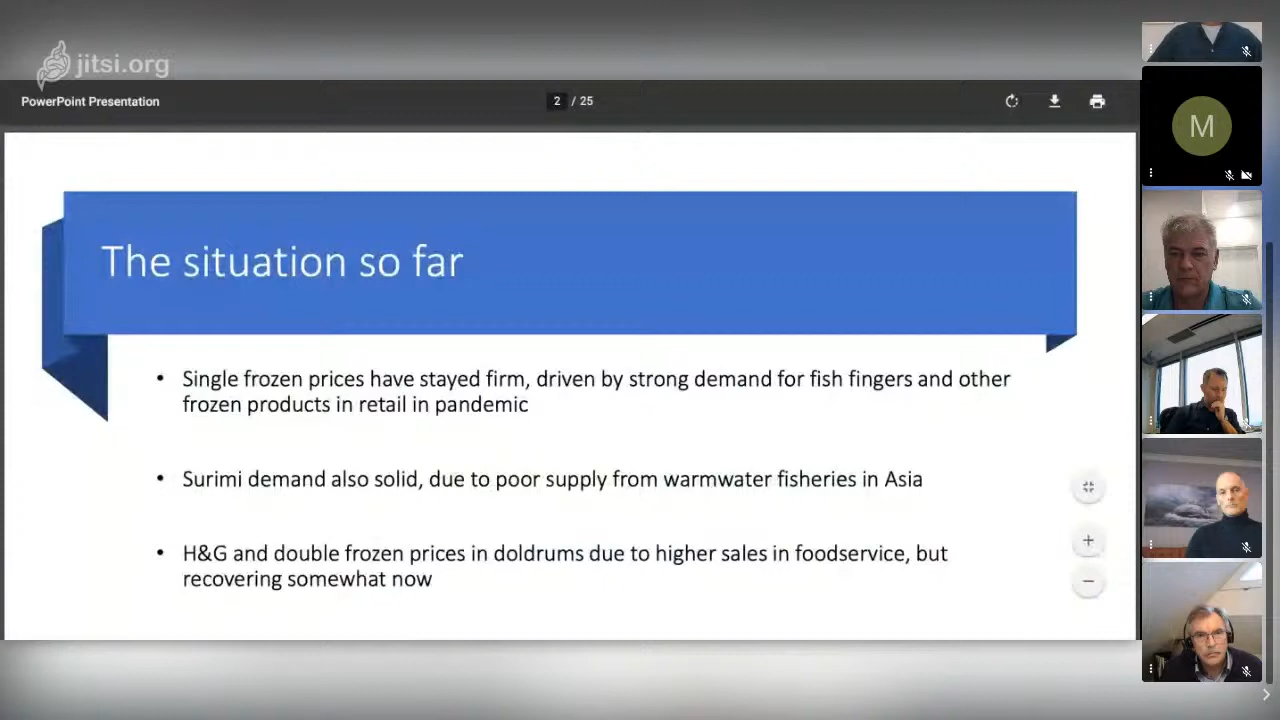 jitsi.org
PowerPoint Presentation
2 / 25
M
The situation so far
• Single frozen prices have stayed firm, driven by strong demand for fish fingers and other
frozen products in retail in pandemic
• Surimi demand also solid, due to poor supply from warmwater fisheries in Asia
• H&G and double frozen prices in doldrums due to higher sales in foodservice, but
recovering somewhat now